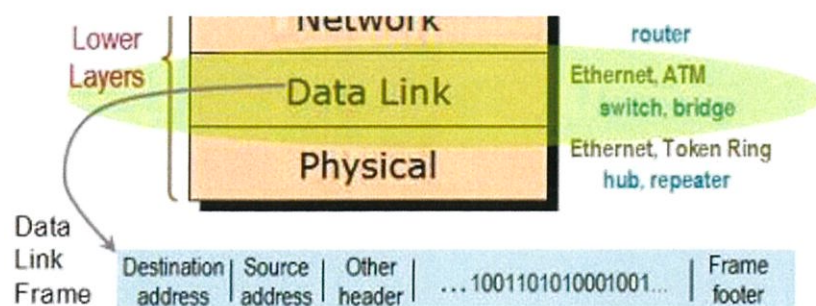 Network
router
Lower
Layers
Data Link
Ethernet, ATM
switch, bridge
Physical
Ethernet, Token Ring
hub, repeater
Data
Link
Frame
Destination address
Source address
Other header
...1001101010001001...
Frame footer